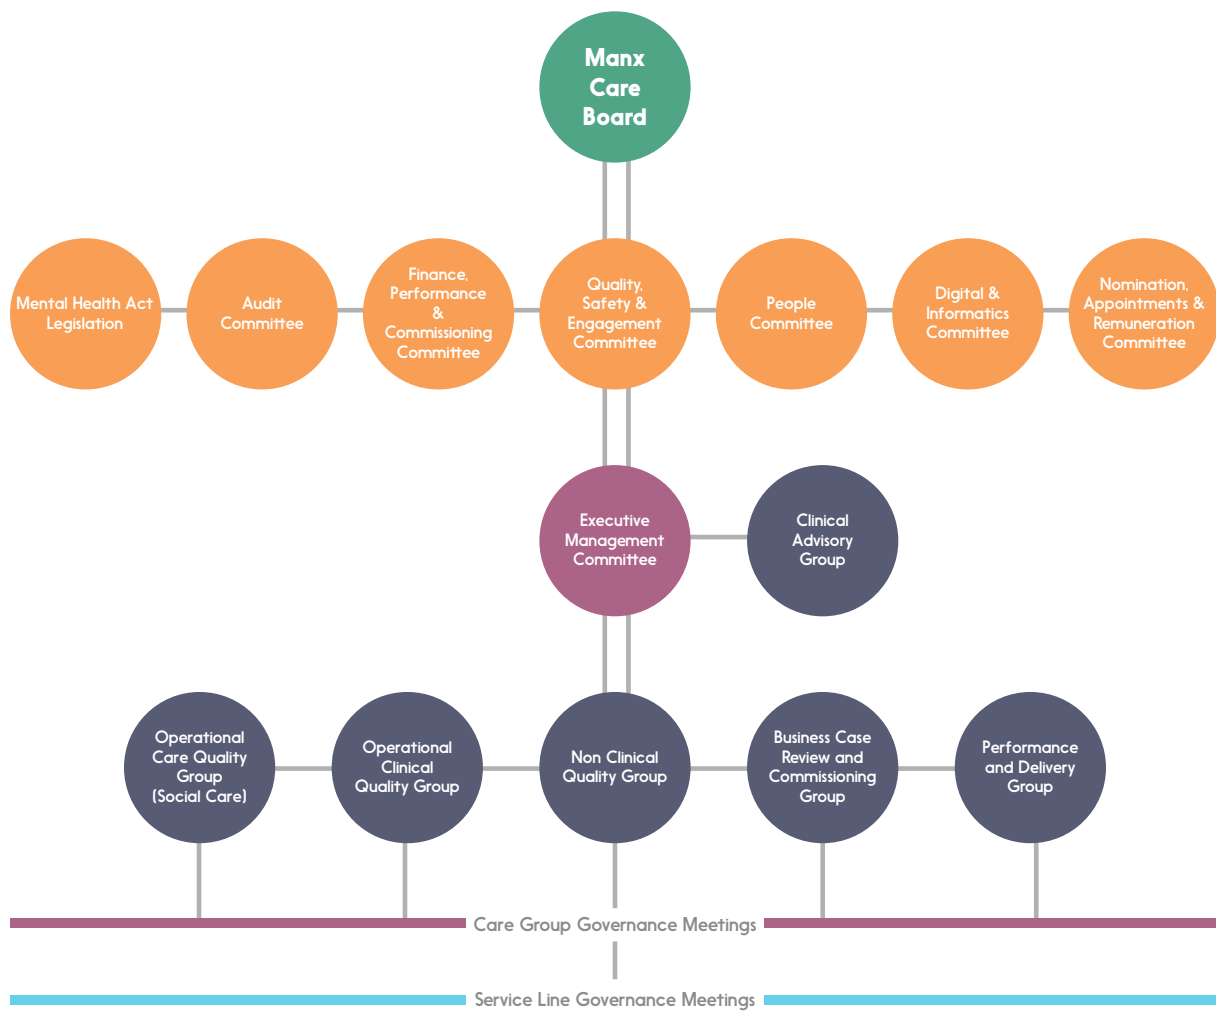 Manx
Care
Board
Mental Health Act
Legislation
Audit
Committee
Finance,
Performance
&
Commissioning
Committee
Quality,
Safety &
Engagement
Committee
People
Committee
Digital &
Informatics
Committee
Nomination,
Appointments &
Remuneration
Committee
Executive
Management
Committee
Clinical
Advisory
Group
Operational
Care Quality
Group
(Social Care)
Operational
Clinical
Quality Group
Non Clinical
Quality Group
Business Case
Review and
Commissioning
Group
Performance
and Delivery
Group
Care Group Governance Meetings
Service Line Governance Meetings